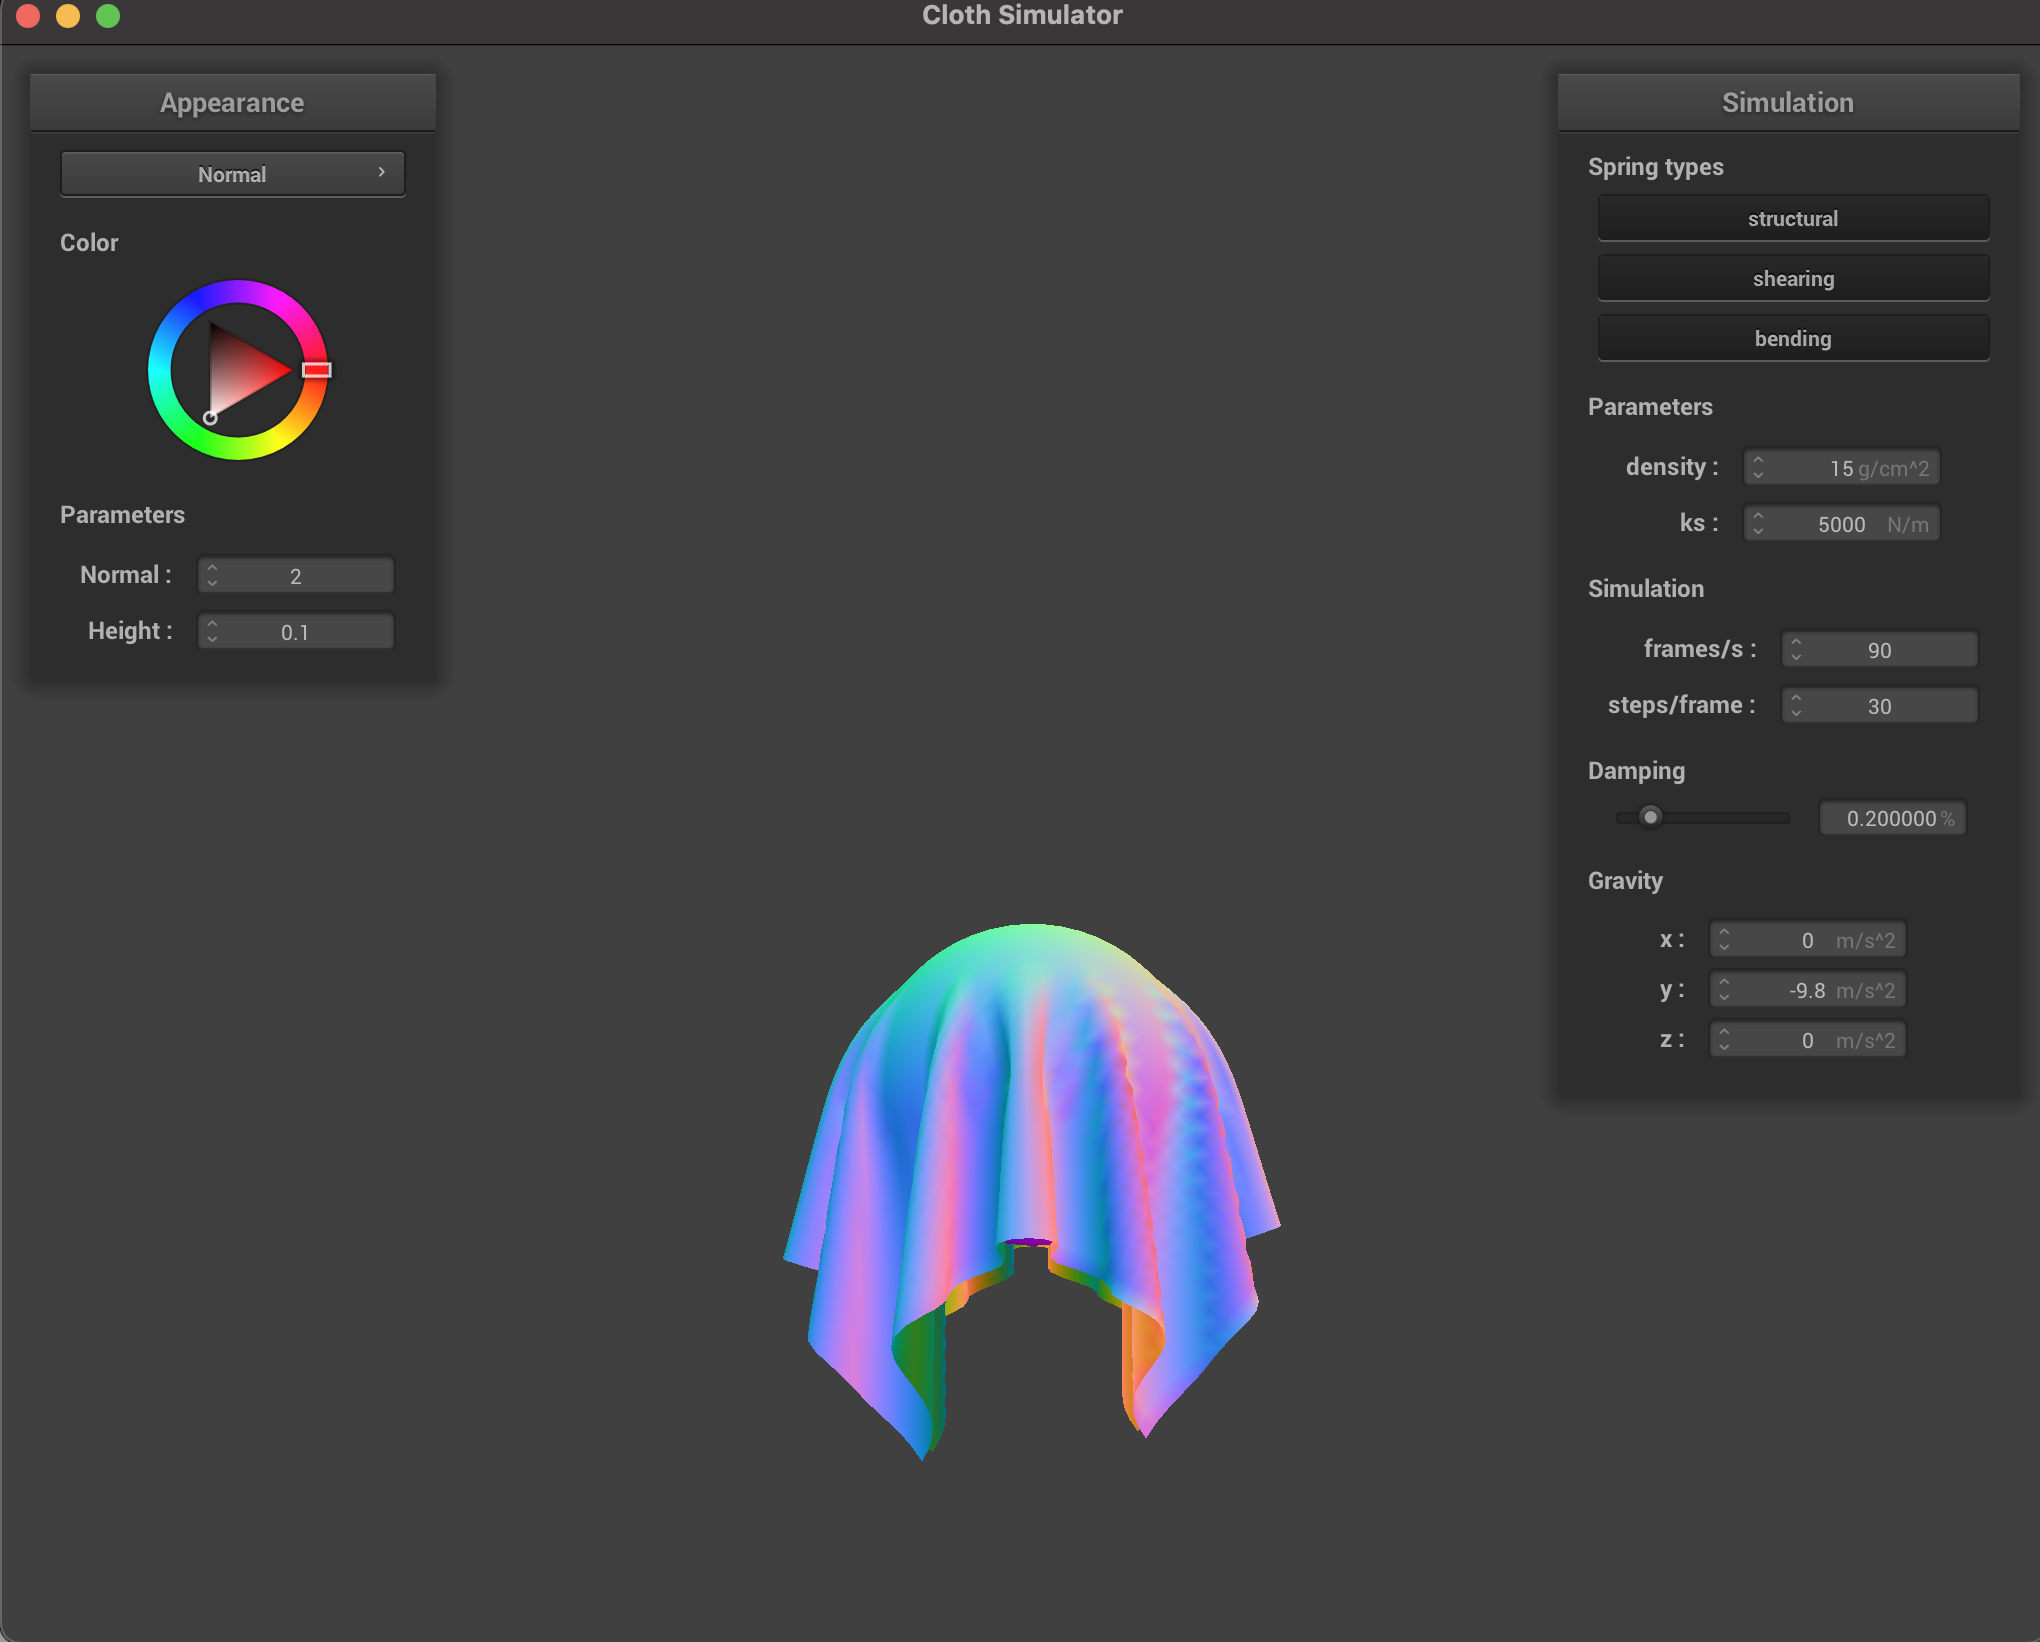 Cloth Simulator
Appearance
Normal
Color
Parameters
Normal : 2
Height : 0.1
Simulation
Spring types
structural
shearing
bending
Parameters
density : 15 g/cm^2
ks : 5000 N/m
Simulation
frames/s : 90
steps/frame : 30
Damping
0.200000 %
Gravity
x : 0 m/s^2
y : -9.8 m/s^2
z : 0 m/s^2